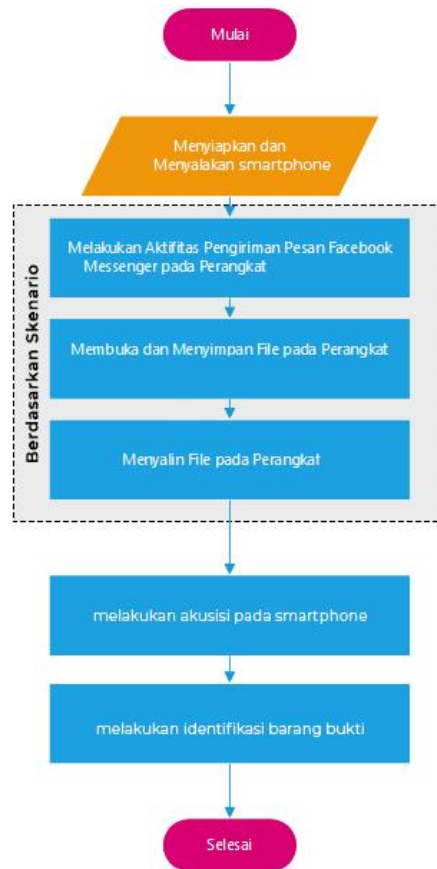 Mulai
Menyiapkan dan
Menyalakan smartphone
Berdasarkan Skenario
Melakukan Aktifitas Pengiriman Pesan Facebook
Messenger pada Perangkat
Membuka dan Menyimpan File pada Perangkat
Menyalin File pada Perangkat
melakukan akusisi pada smartphone
melakukan identifikasi barang bukti
Selesai